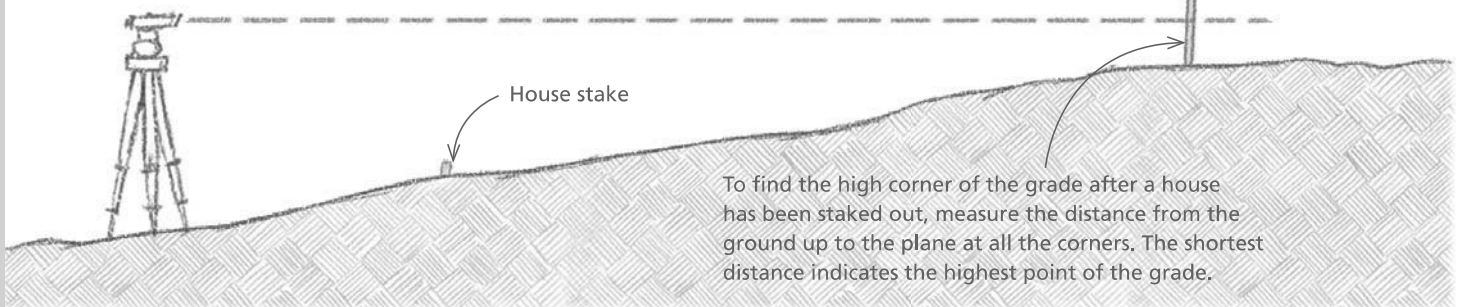 House stake
To find the high corner of the grade after a house
has been staked out, measure the distance from the
ground up to the plane at all the corners. The shortest
distance indicates the highest point of the grade.